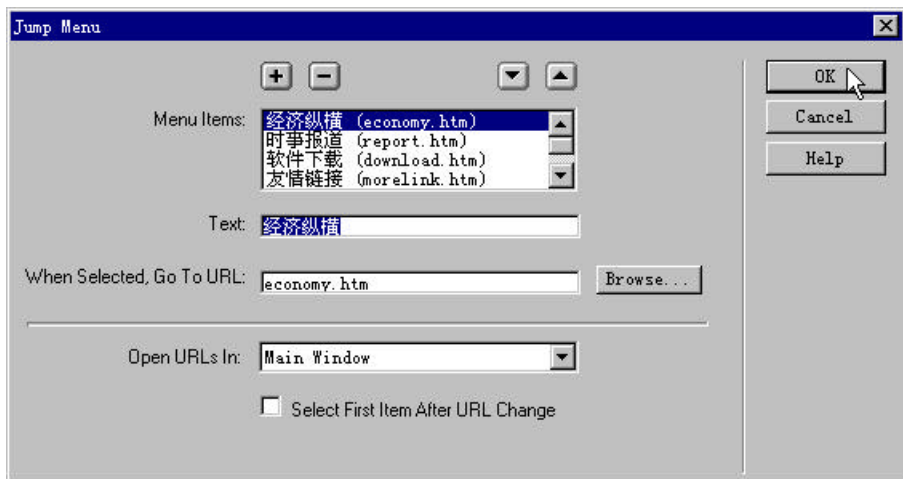 Jump Menu
OK
Cancel
Help
Menu Items:
经济纵横 (economy.htm)
时事报道 (report.htm)
软件下载 (download.htm)
友情链接 (morelink.htm)
Text: 经济纵横
When Selected, Go To URL: economy.htm Browse...
Open URLs In: Main Window
Select First Item After URL Change